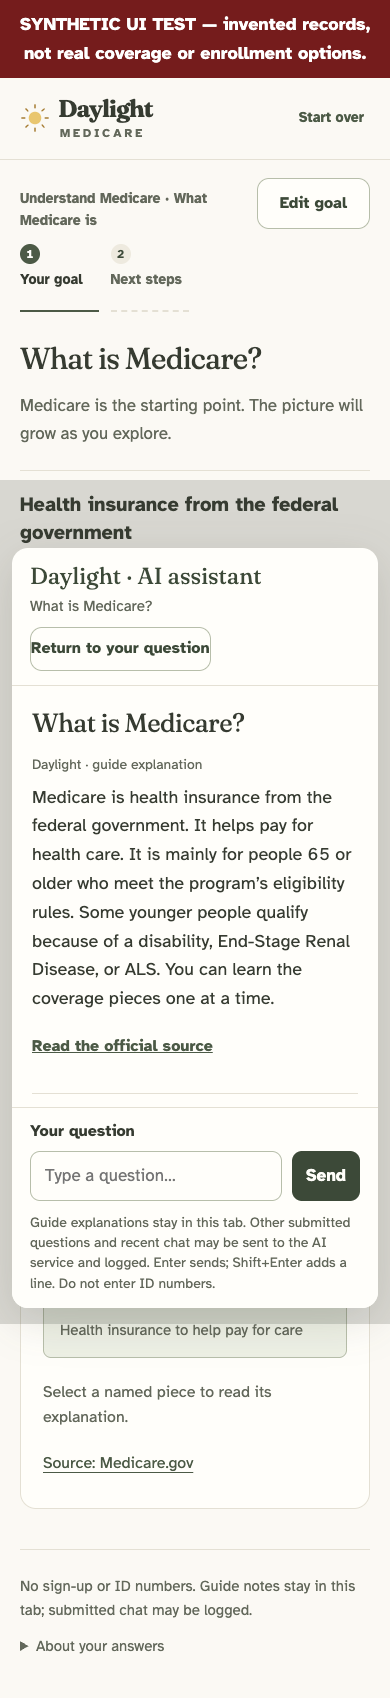 SYNTHETIC UI TEST — invented records,
not real coverage or enrollment options.
Daylight
MEDICARE
Start over
Understand Medicare · What
Medicare is
Edit goal
1
Your goal
2
Next steps
What is Medicare?
Medicare is the starting point. The picture will
grow as you explore.
Health insurance from the federal
government
Daylight · AI assistant
What is Medicare?
Return to your question
What is Medicare?
Daylight · guide explanation
Medicare is health insurance from the
federal government. It helps pay for
health care. It is mainly for people 65 or
older who meet the program’s eligibility
rules. Some younger people qualify
because of a disability, End-Stage Renal
Disease, or ALS. You can learn the
coverage pieces one at a time.
Read the official source
Your question
Type a question...
Send
Guide explanations stay in this tab. Other submitted
questions and recent chat may be sent to the AI
service and logged. Enter sends; Shift+Enter adds a
line. Do not enter ID numbers.
Health insurance to help pay for care
Select a named piece to read its
explanation.
Source: Medicare.gov
No sign-up or ID numbers. Guide notes stay in this
tab; submitted chat may be logged.
About your answers